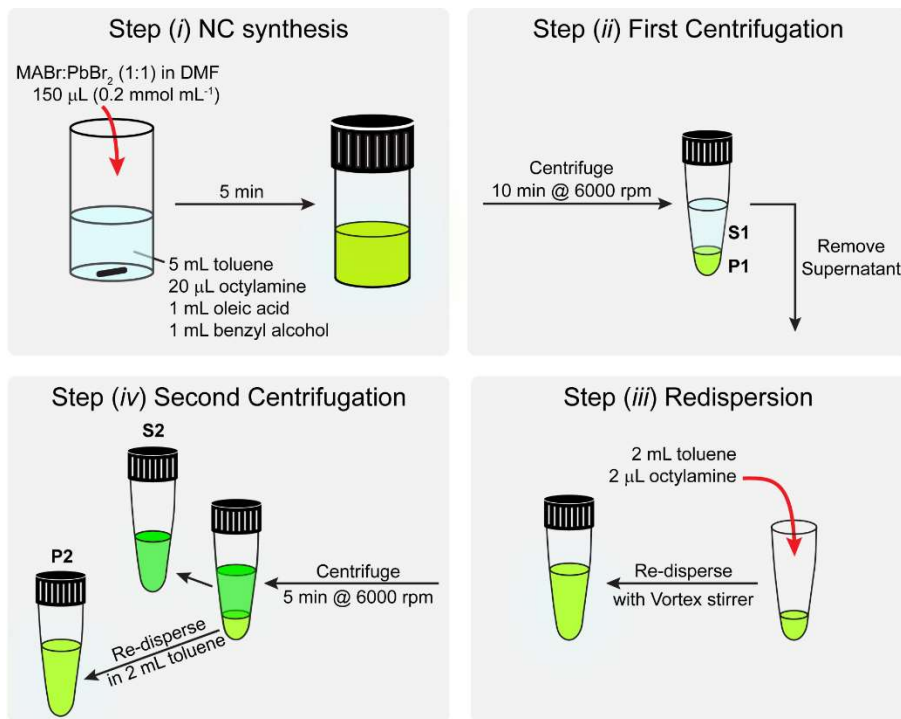 Step (i) NC synthesis
MABr:PbBr₂ (1:1) in DMF
150 µL (0.2 mmol mL⁻¹)
5 min
5 mL toluene
20 µL octylamine
1 mL oleic acid
1 mL benzyl alcohol
Step (ii) First Centrifugation
Centrifuge
10 min @ 6000 rpm
S1
P1
Remove
Supernatant
Step (iv) Second Centrifugation
S2
P2
Centrifuge
5 min @ 6000 rpm
Re-disperse
in 2 mL toluene
Step (iii) Redispersion
2 mL toluene
2 µL octylamine
Re-disperse
with Vortex stirrer